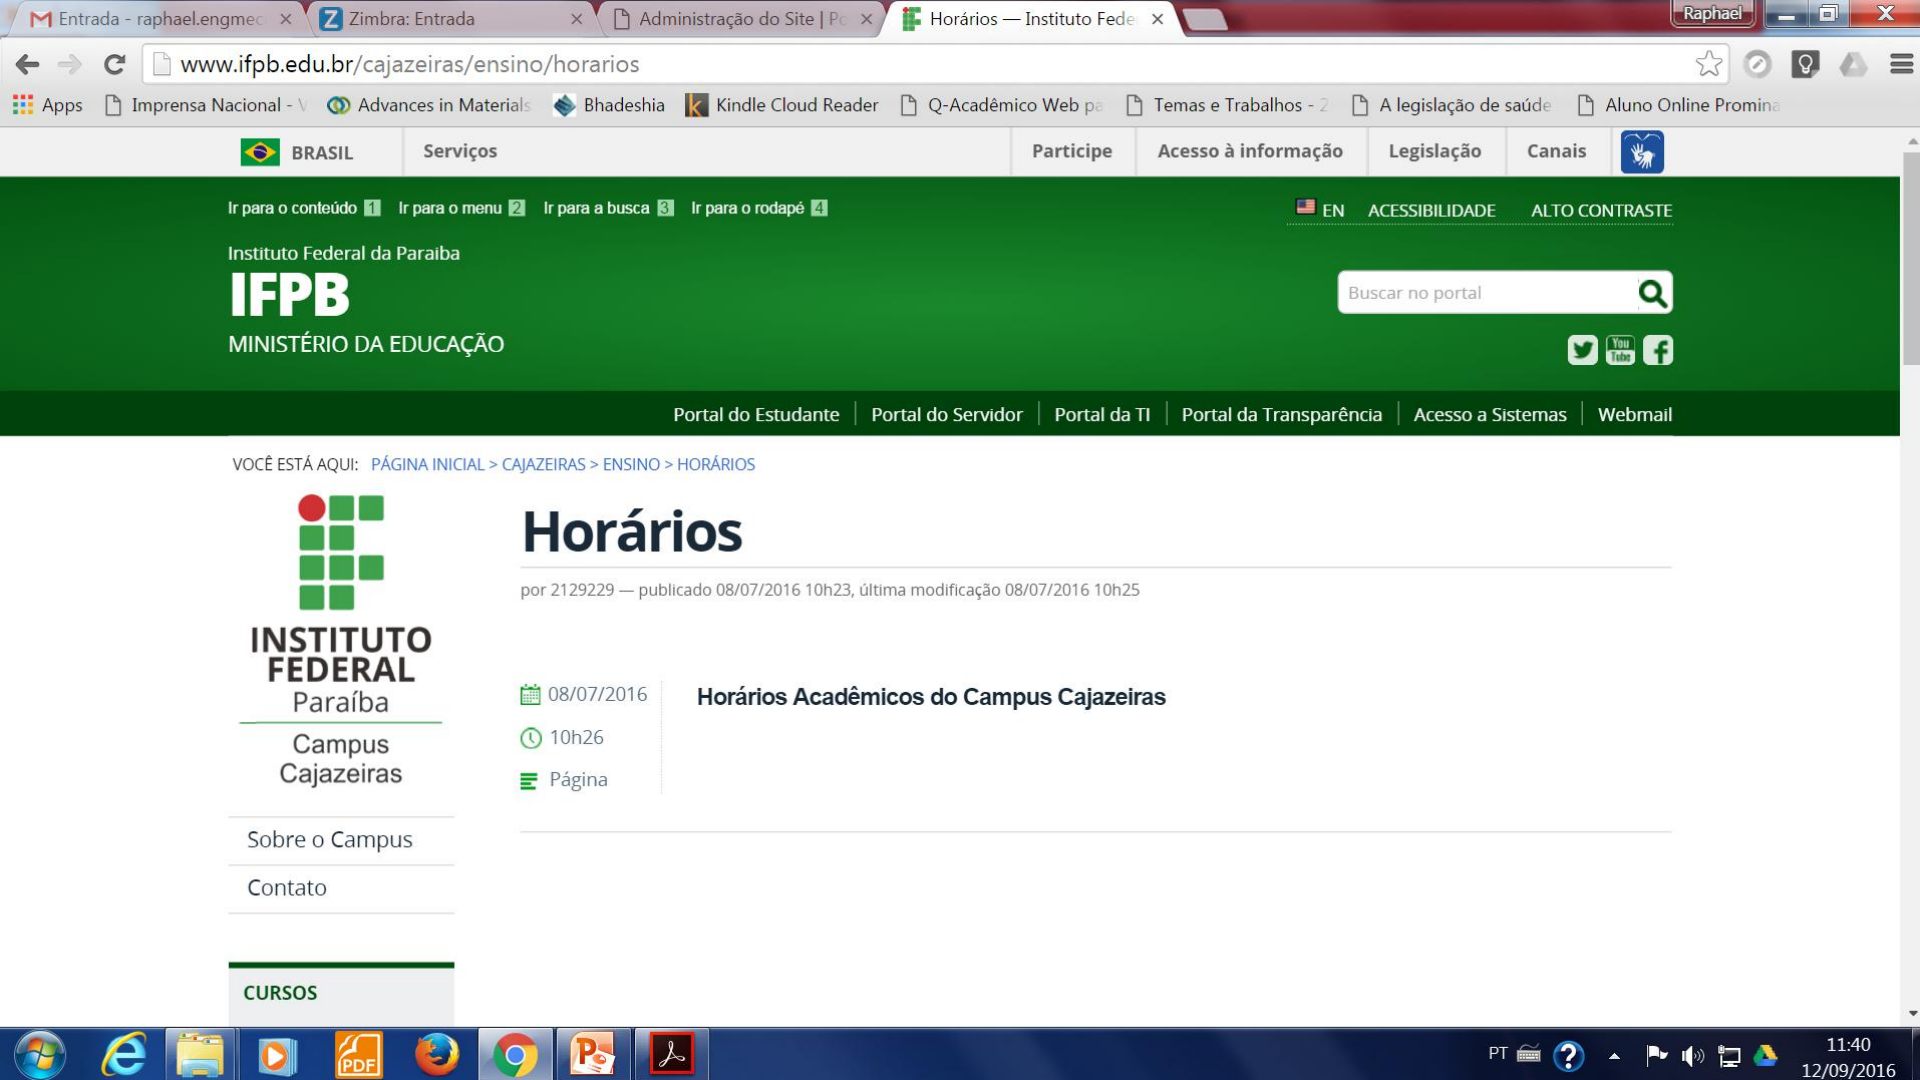 Entrada - raphael.engmec
Zimbra: Entrada
Administração do Site | Po
Horários — Instituto Fede
Raphael
www.ifpb.edu.br/cajazeiras/ensino/horarios
Apps
Imprensa Nacional - V
Advances in Materials
Bhadeshia
Kindle Cloud Reader
Q-Acadêmico Web pa
Temas e Trabalhos - 2
A legislação de saúde
Aluno Online Promina
BRASIL
Serviços
Participe
Acesso à informação
Legislação
Canais
Ir para o conteúdo 1 Ir para o menu 2 Ir para a busca 3 Ir para o rodapé 4
EN ACESSIBILIDADE ALTO CONTRASTE
Instituto Federal da Paraiba
IFPB
MINISTÉRIO DA EDUCAÇÃO
Buscar no portal
You Tube
Portal do Estudante Portal do Servidor Portal da TI Portal da Transparência Acesso a Sistemas Webmail
VOCÊ ESTÁ AQUI: PÁGINA INICIAL > CAJAZEIRAS > ENSINO > HORÁRIOS
INSTITUTO
FEDERAL
Paraíba
Campus
Cajazeiras
Sobre o Campus
Contato
CURSOS
Horários
por 2129229 — publicado 08/07/2016 10h23, última modificação 08/07/2016 10h25
08/07/2016
10h26
Página
Horários Acadêmicos do Campus Cajazeiras
PDF
PT
11:40
12/09/2016